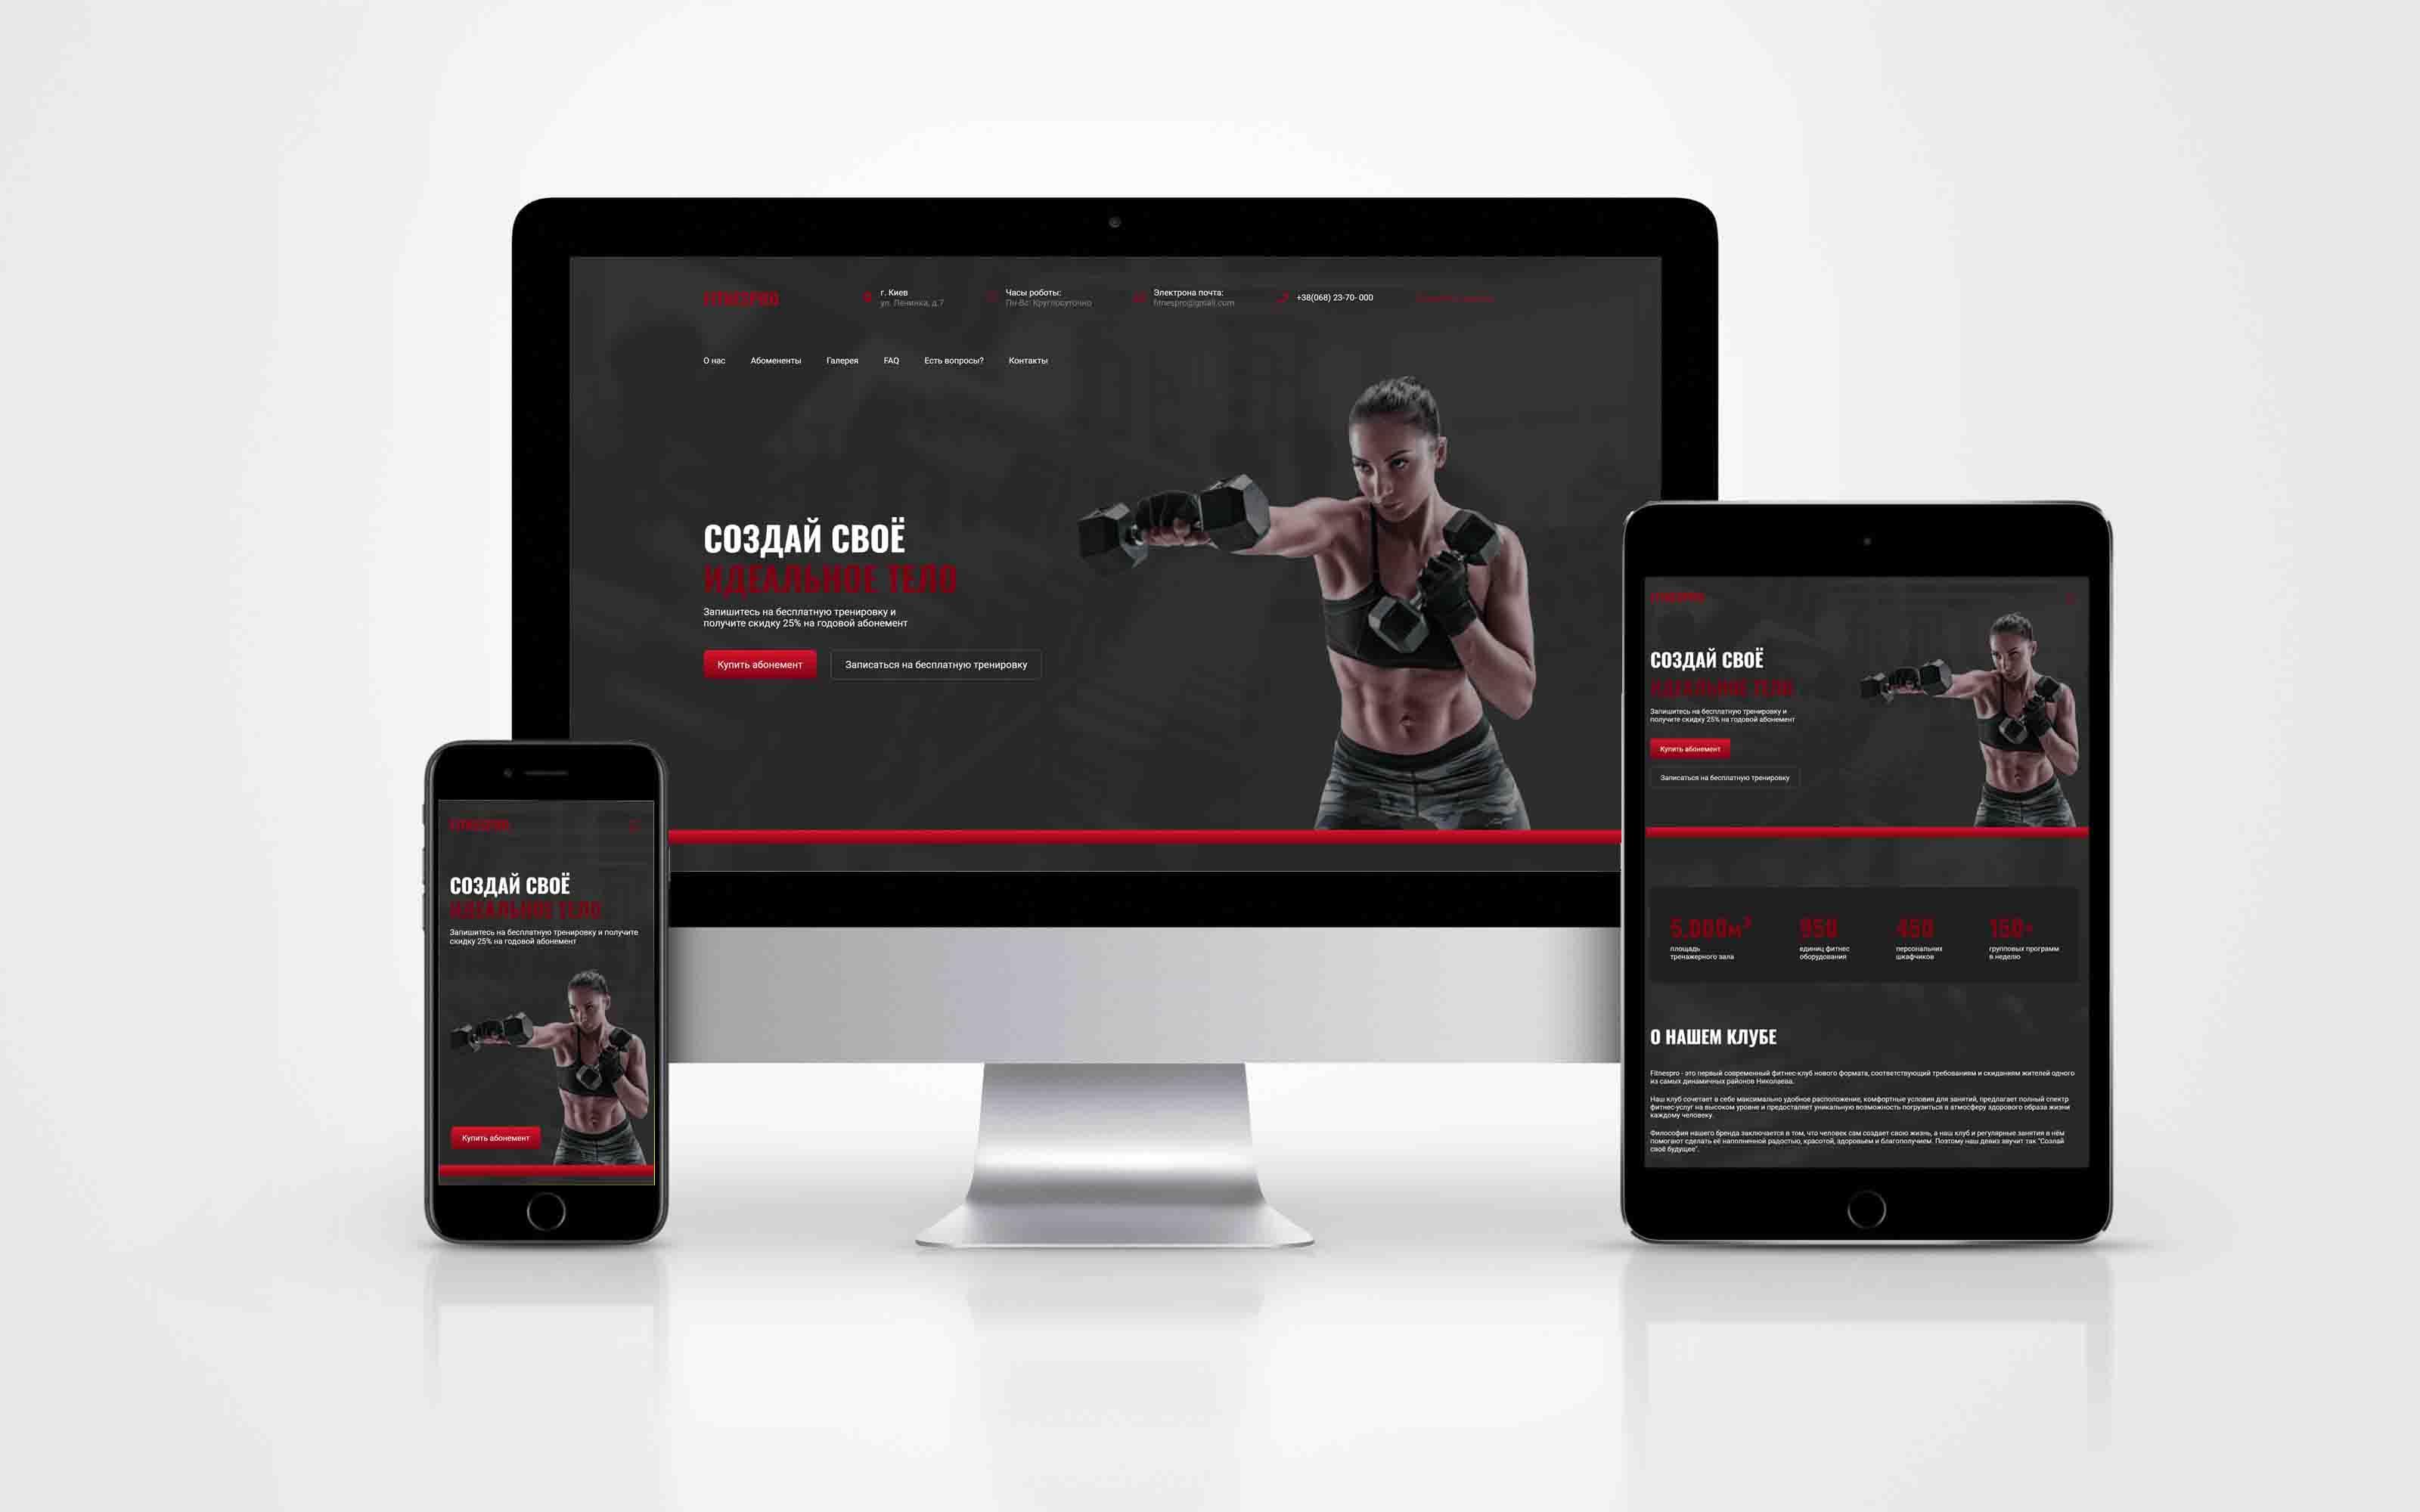 FITNESPRO
г. Киев
ул. Ленинка, д.7
Часы роботы:
Пн-Вс: Круглосуточно
Электрона почта:
fitnespro@gmail.com
+38(068) 23-70- 000
О нас
Абоменты
Галерея
FAQ
Есть вопросы?
Контакты
СОЗДАЙ СВОЁ
ИДЕАЛЬНОЕ ТЕЛО
Запишитесь на бесплатную тренировку и
получите скидку 25% на годовой абонемент
Купить абонемент
Записаться на бесплатную тренировку
FITNESPRO
СОЗДАЙ СВОЁ
ИДЕАЛЬНОЕ ТЕЛО
Запишитесь на бесплатную тренировку и получите
скидку 25% на годовой абонемент
Купить абонемент
FITNESPRO
СОЗДАЙ СВОЁ
ИДЕАЛЬНОЕ ТЕЛО
Запишитесь на бесплатную тренировку и
получите скидку 25% на годовой абонемент
Купить абонемент
Записаться на бесплатную тренировку
5.000м³
площадь
тренажерного зала
950
единиц фитнес
оборудования
450
персональних
шкафчиков
150+
групповых программ
в неделю
О НАШЕМ КЛУБЕ
Fitnespro - это первый современный фитнес-клуб нового формата, соответствующий требованиям и скиданиям жителей одного
из самых динамичных районов Николаева.
Наш клуб сочетает в себе максимально удобное расположение, комфортные условия для занятий, предлагает полный спектр
фитнес-услуг на высоком уровне и предоставляет уникальную возможность погрузиться в атмосферу здорового образа жизни
каждому человеку.
Философия нашего бренда заключается в том, что человек сам создает свою жизнь, а наш клуб и регулярные занятия в нём
помогают сделать её наполненной радостью, красотой, здоровьем и благополучием. Поэтому наш девиз звучит так "Создай
своё будущее".